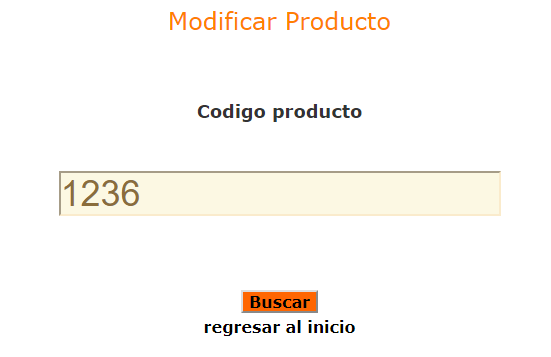 Modificar Producto
Codigo producto
1236
Buscar
regresar al inicio